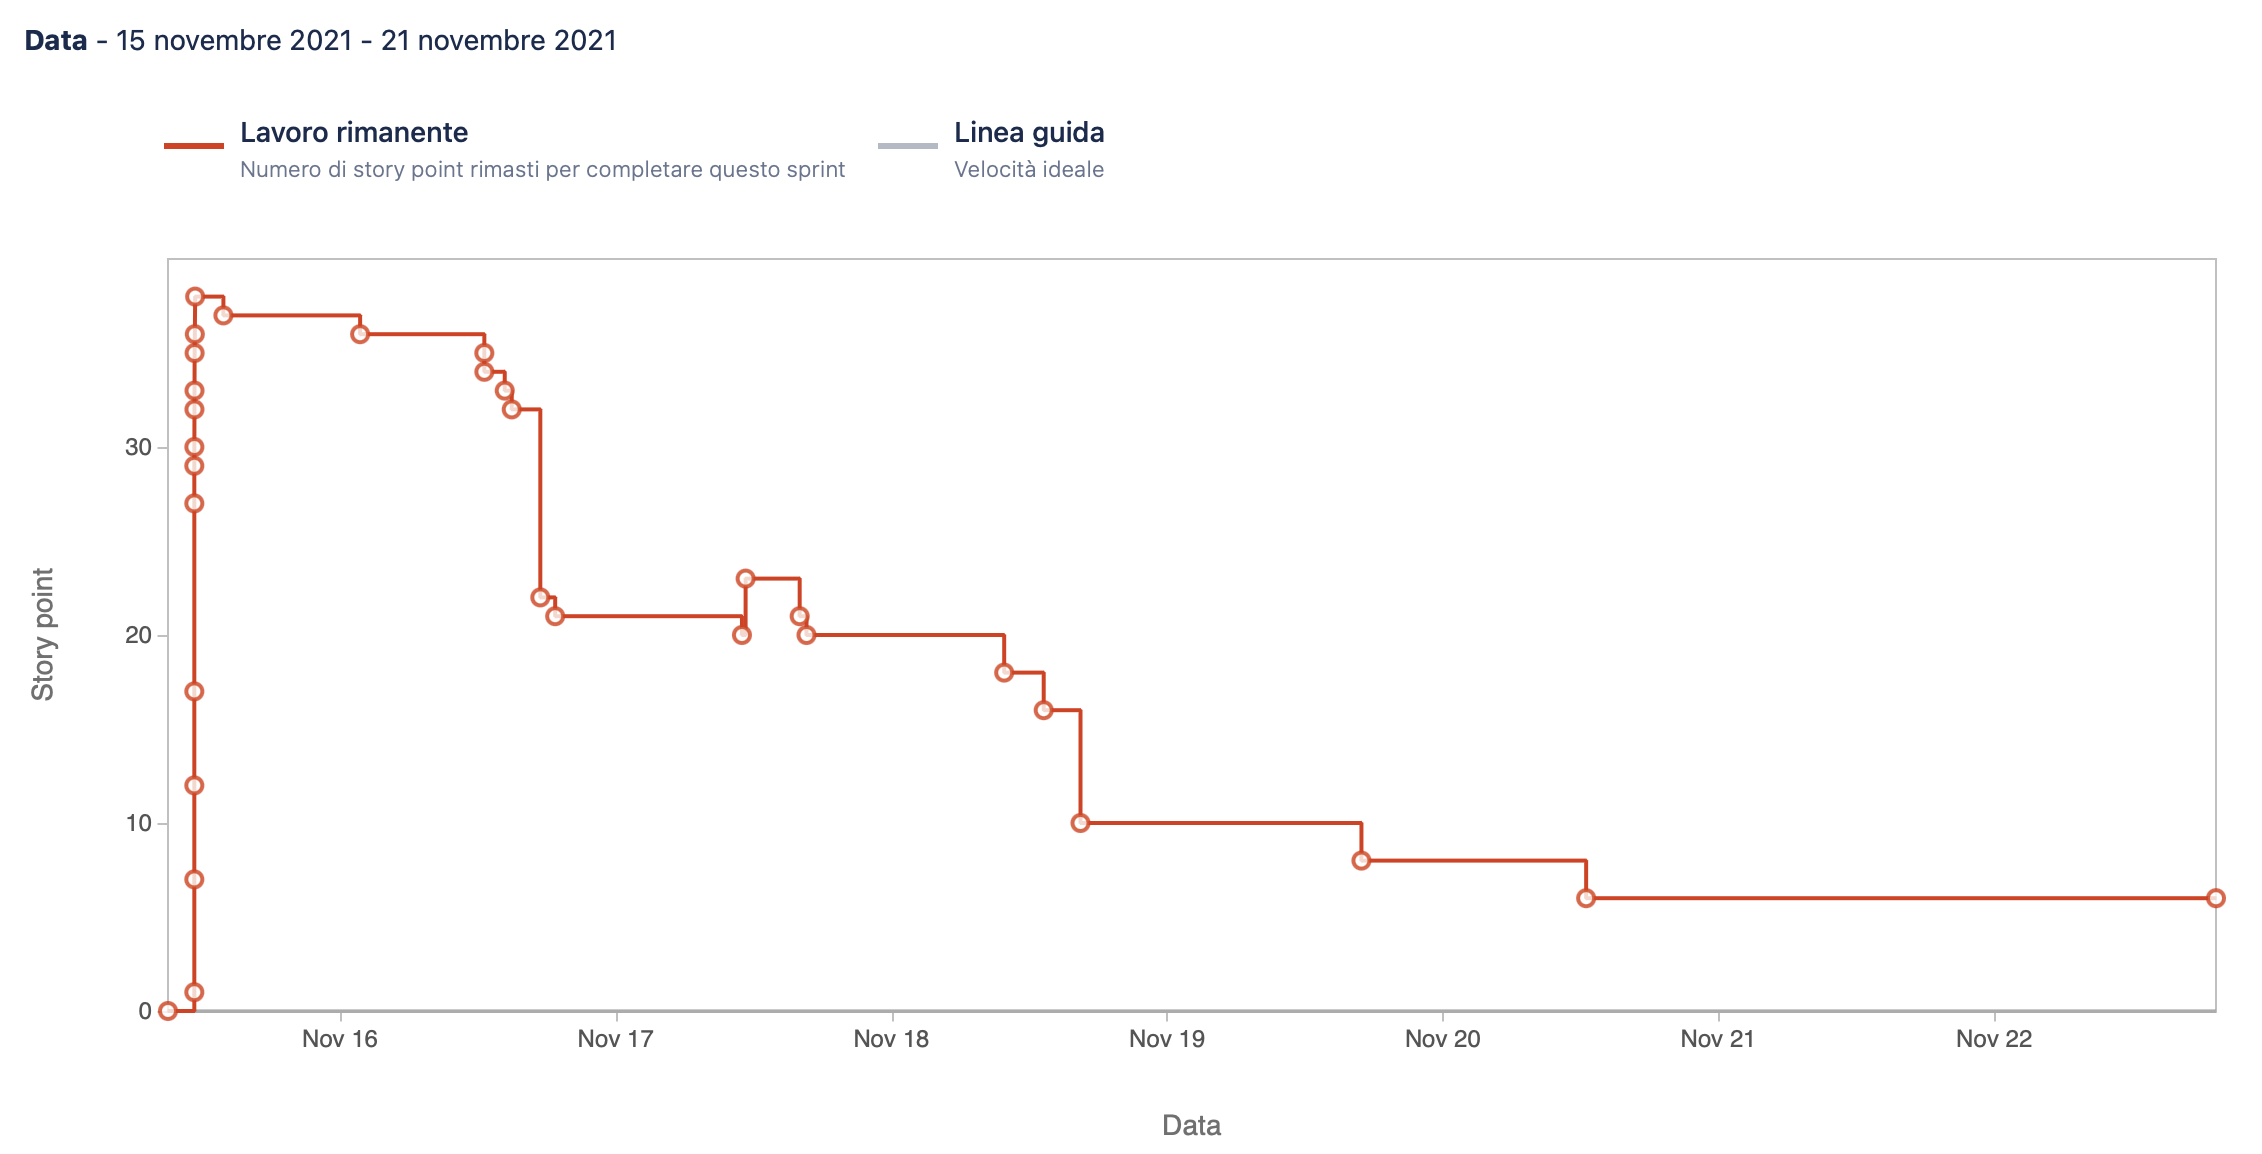 Data - 15 novembre 2021 - 21 novembre 2021
Lavoro rimanente
Numero di story point rimasti per completare questo sprint
Linea guida
Velocità ideale
Story point
30
20
10
0
Nov 16
Nov 17
Nov 18
Nov 19
Nov 20
Nov 21
Nov 22
Data